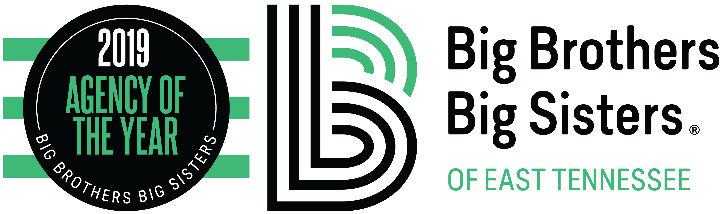 2019
AGENCY OF
THE YEAR
BIG BROTHERS BIG SISTERS
Big Brothers
Big Sisters®
OF EAST TENNESSEE